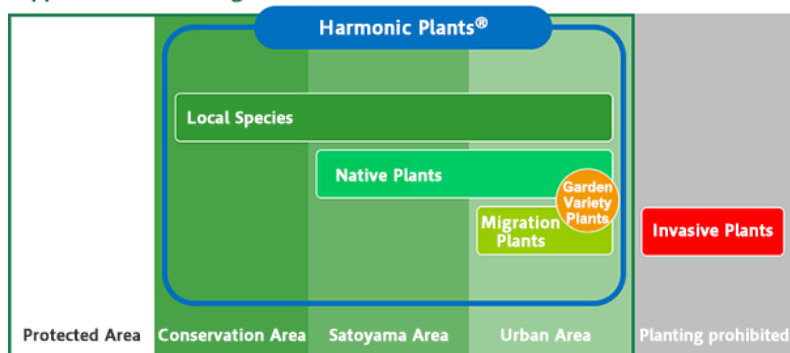 Harmonic Plants®
Local Species
Native Plants
Garden
Variety
Plants
Migration
Plants
Invasive Plants
Protected Area
Conservation Area
Satoyama Area
Urban Area
Planting prohibited